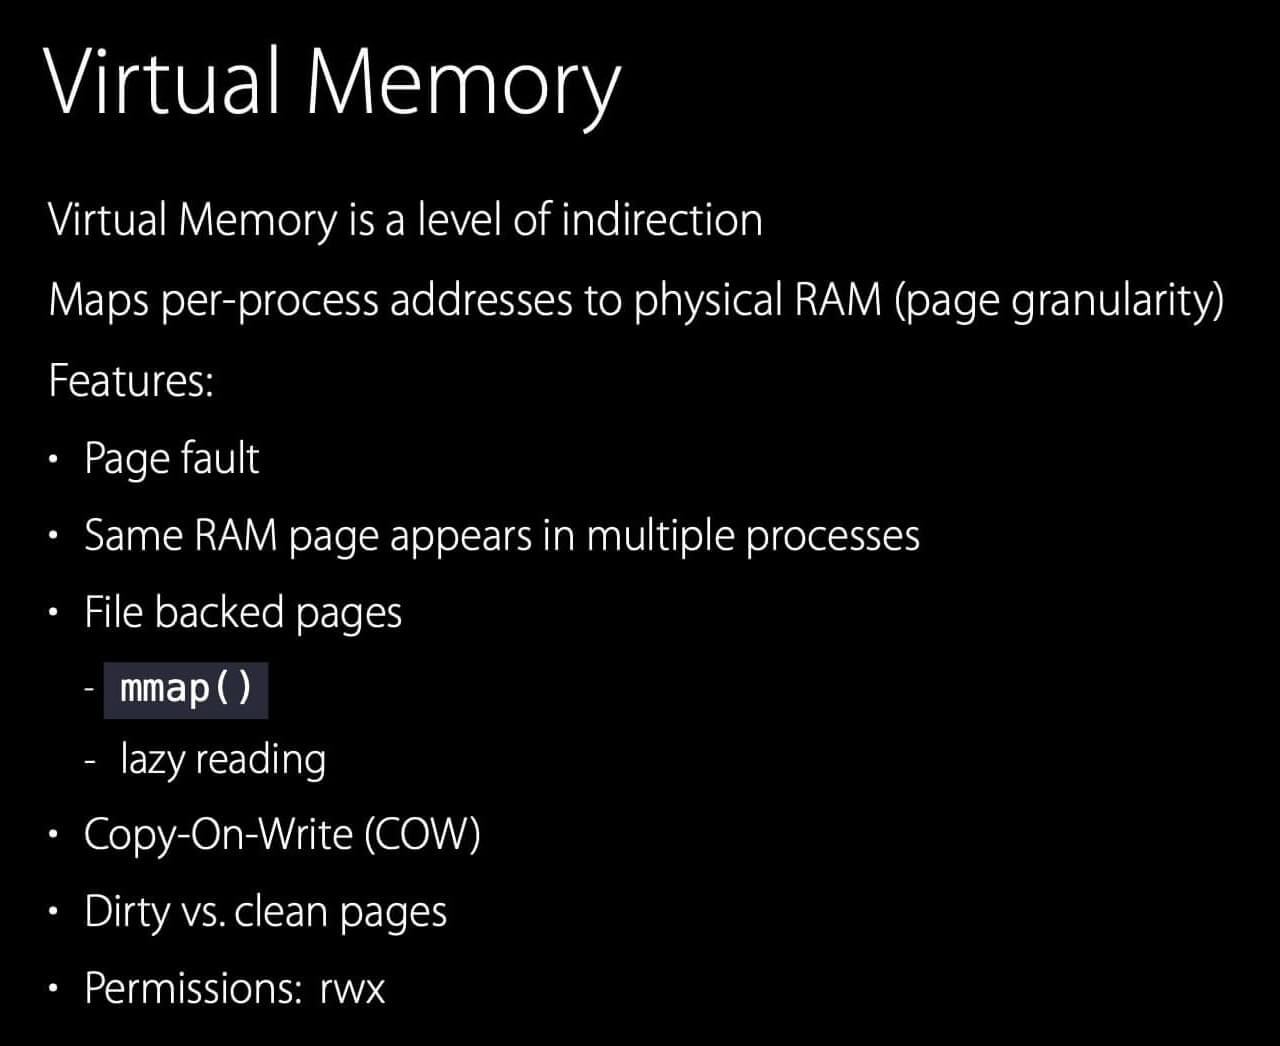 Virtual Memory
Virtual Memory is a level of indirection
Maps per-process addresses to physical RAM (page granularity)
Features:
• Page fault
• Same RAM page appears in multiple processes
• File backed pages
- mmap()
- lazy reading
• Copy-On-Write (COW)
• Dirty vs. clean pages
• Permissions: rwx